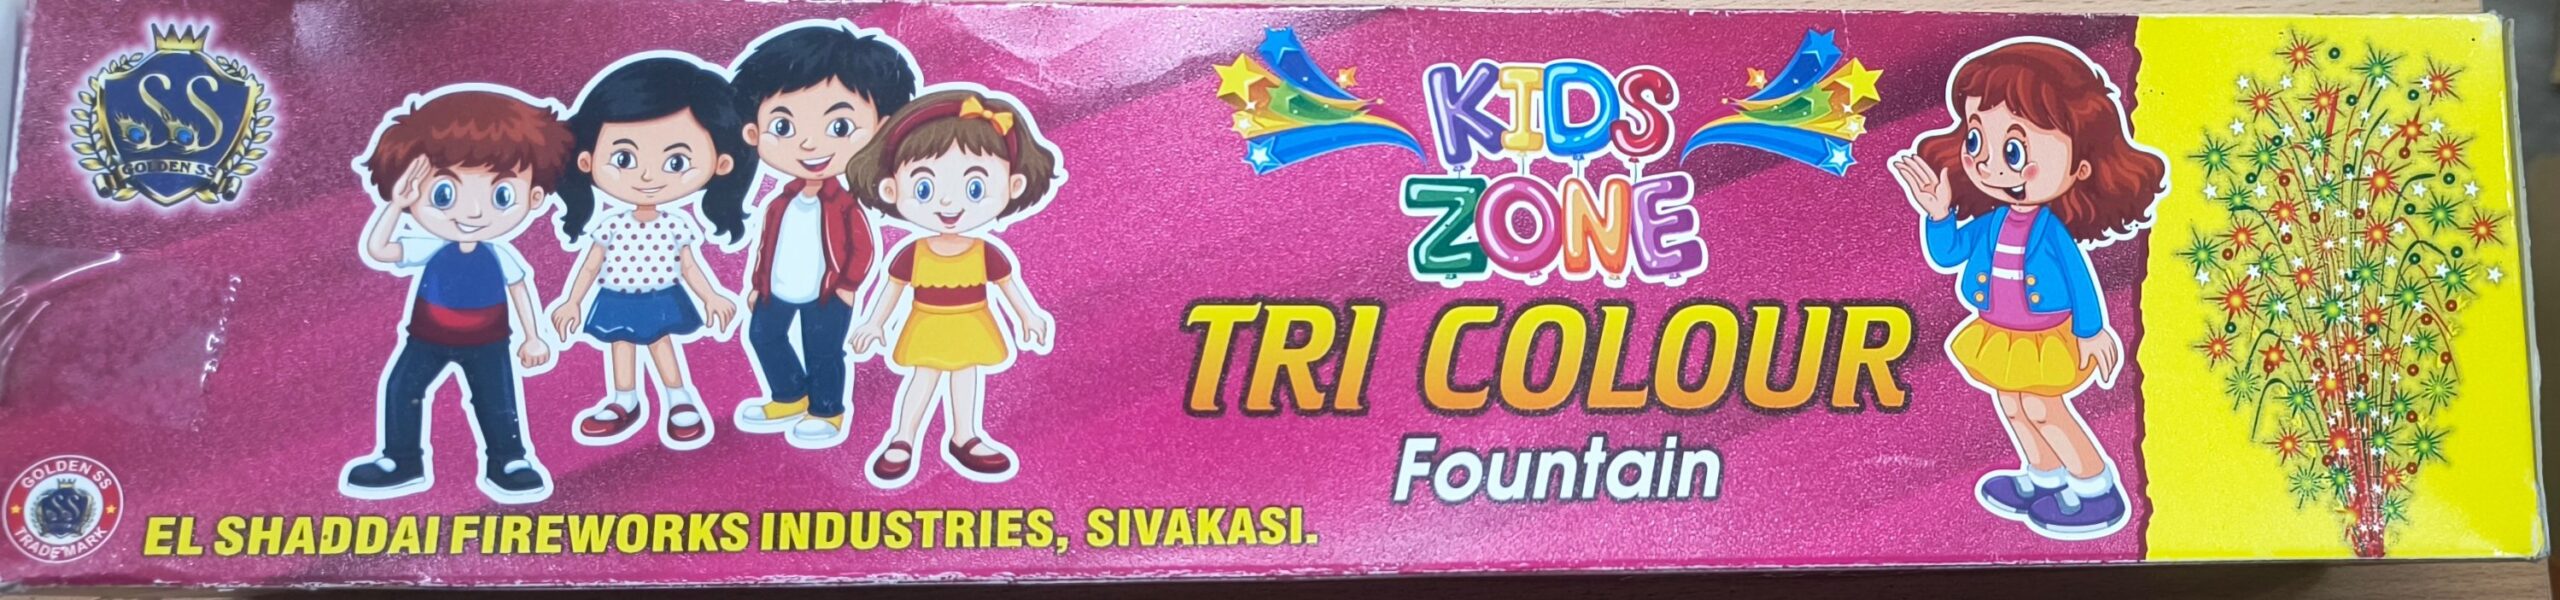 SS
GOLDEN SS
KIDS
ZONE
TRI COLOUR
Fountain
GOLDEN SS
SS
TRADE MARK
EL SHADDAI FIREWORKS INDUSTRIES, SIVAKASI.